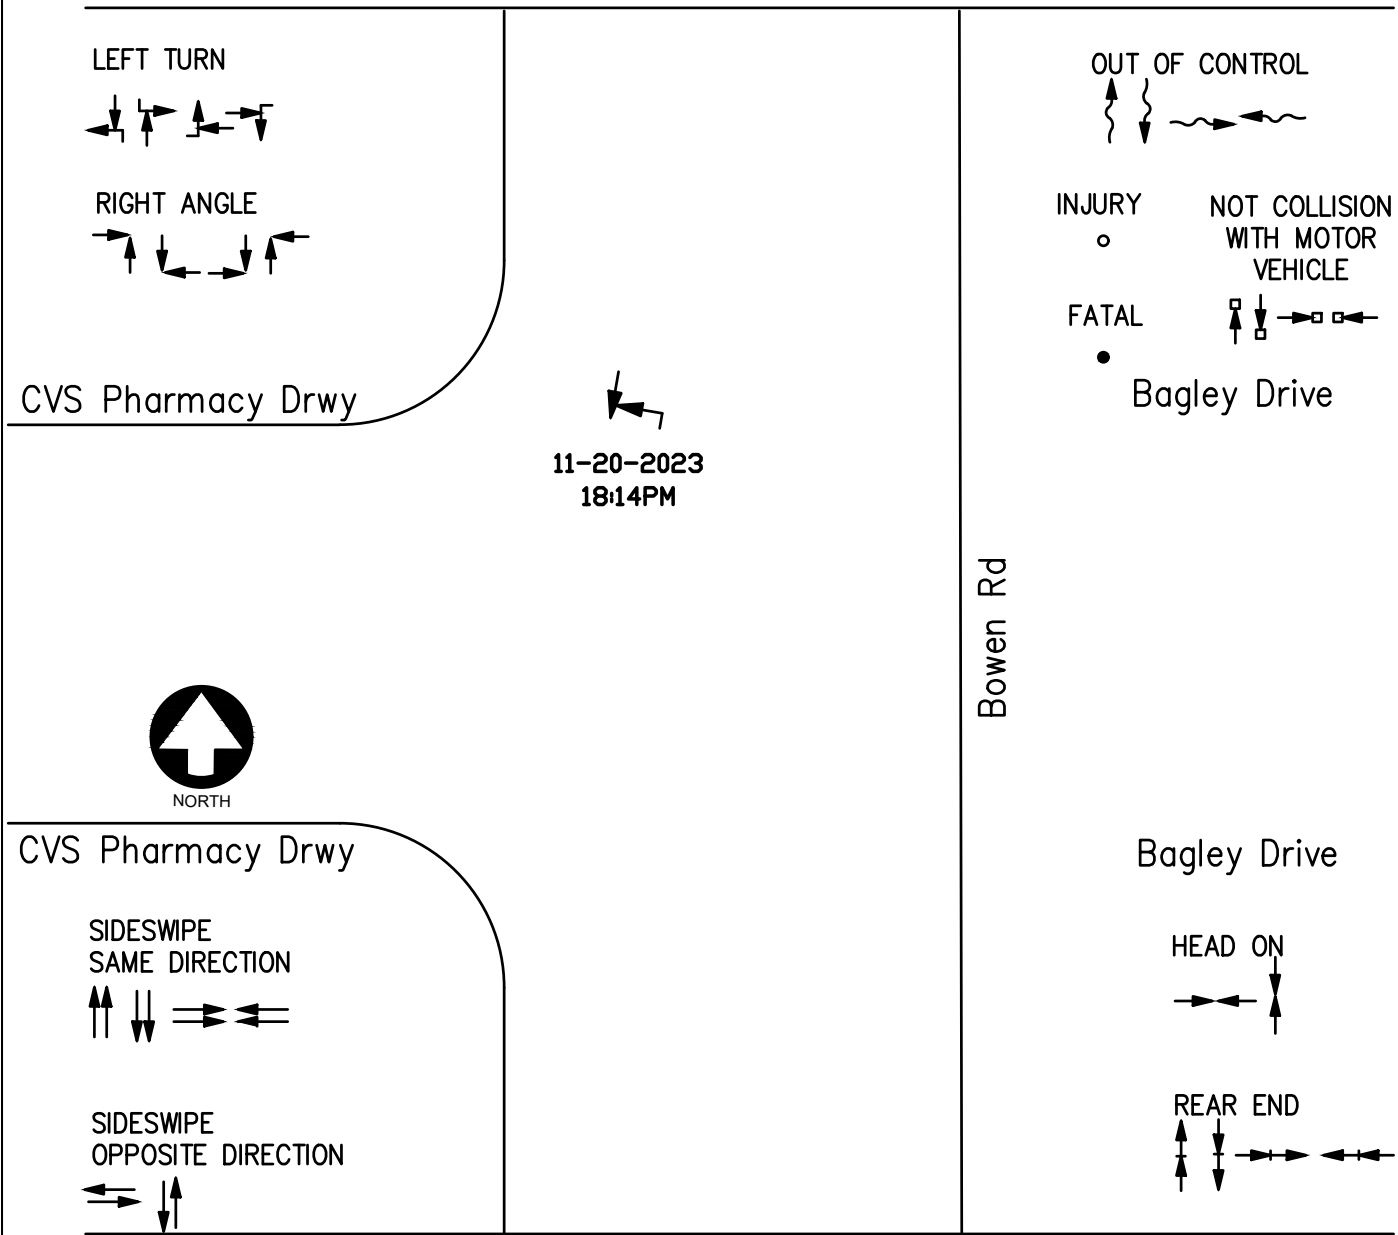 LEFT TURN
OUT OF CONTROL
RIGHT ANGLE
INJURY
NOT COLLISION
WITH MOTOR
VEHICLE
FATAL
CVS Pharmacy Drwy
Bagley Drive
11-20-2023
18:14PM
Bowen Rd
NORTH
CVS Pharmacy Drwy
Bagley Drive
SIDESWIPE
SAME DIRECTION
HEAD ON
SIDESWIPE
OPPOSITE DIRECTION
REAR END